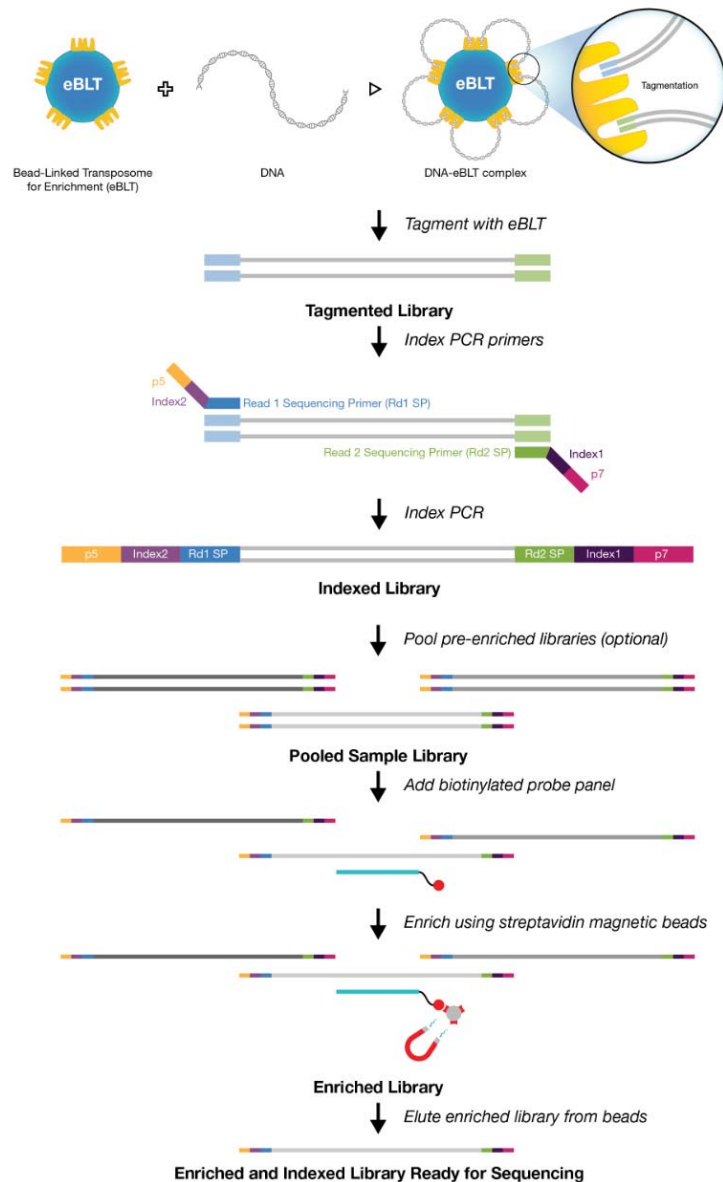 eBLT
eBLT
Tagmentation
Bead-Linked Transposome
for Enrichment (eBLT)
DNA
DNA-eBLT complex
Tagment with eBLT
Tagmented Library
Index PCR primers
p5
Index2
Read 1 Sequencing Primer (Rd1 SP)
Read 2 Sequencing Primer (Rd2 SP)
Index1
p7
Index PCR
p5 Index2 Rd1 SP Rd2 SP Index1 p7
Indexed Library
Pool pre-enriched libraries (optional)
Pooled Sample Library
Add biotinylated probe panel
Enrich using streptavidin magnetic beads
Enriched Library
Elute enriched library from beads
Enriched and Indexed Library Ready for Sequencing